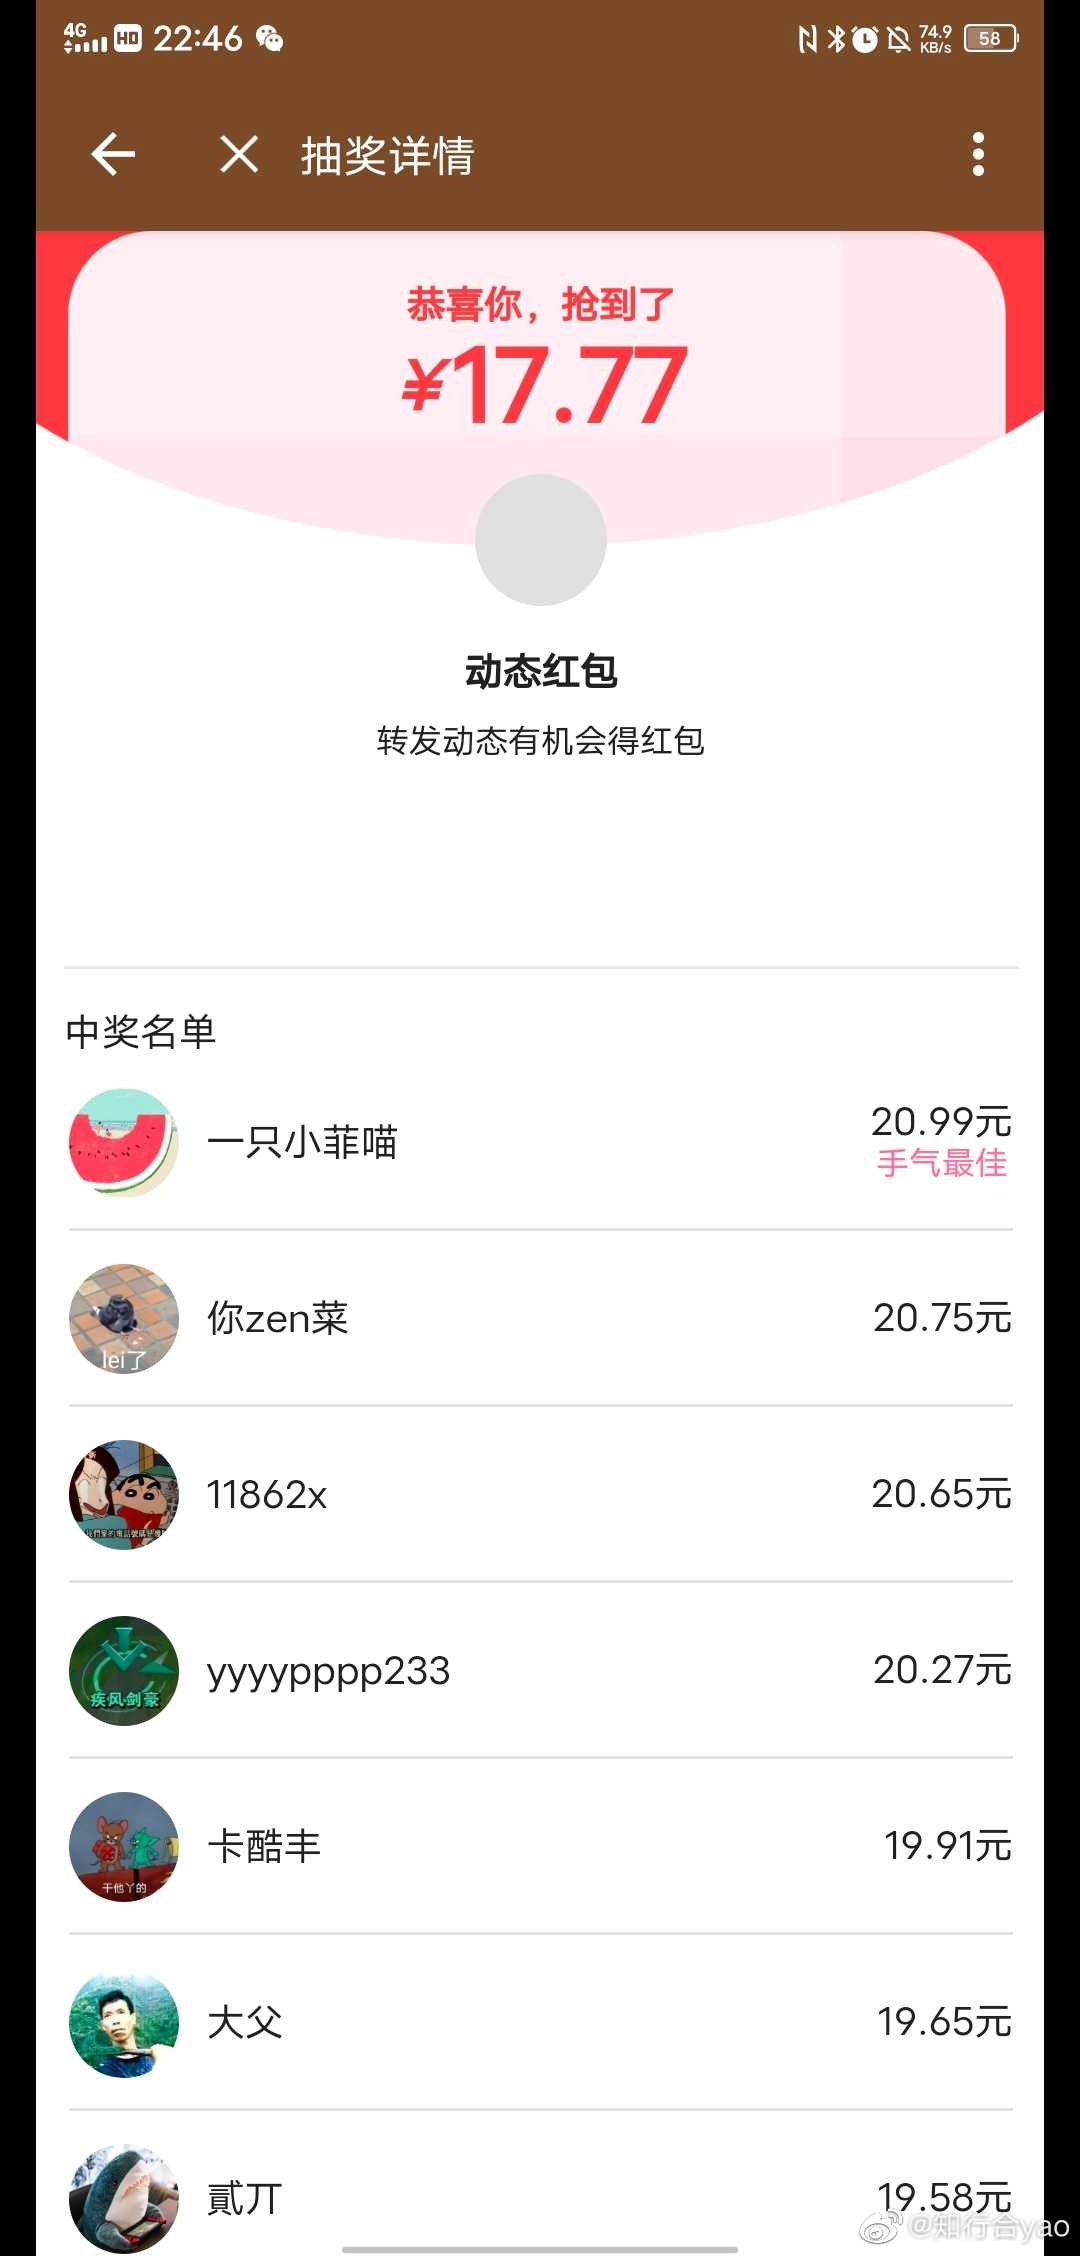 4G HD 22:46 74.9 KB/s 58
抽奖详情
恭喜你，抢到了
¥17.77
动态红包
转发动态有机会得红包
中奖名单
一只小菲喵 20.99元
手气最佳
你zen菜 20.75元
lei了
11862x 20.65元
yyyypppp233 20.27元
疾风剑豪
卡酷丰 19.91元
干他丫的
大父 19.65元
貳丌 19.58元
@知行合yao